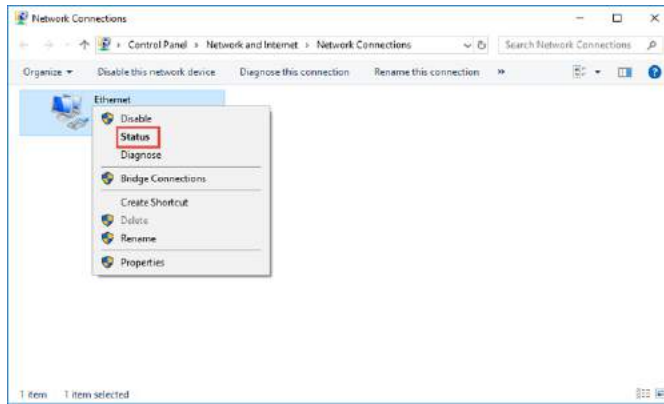 Network Connections
Control Panel › Network and Internet › Network Connections
Search Network Connections
Organize
Disable this network device
Diagnose this connection
Rename this connection
»
Ethernet
Disable
Status
Diagnose
Bridge Connections
Create Shortcut
Delete
Rename
Properties
1 item
1 item selected